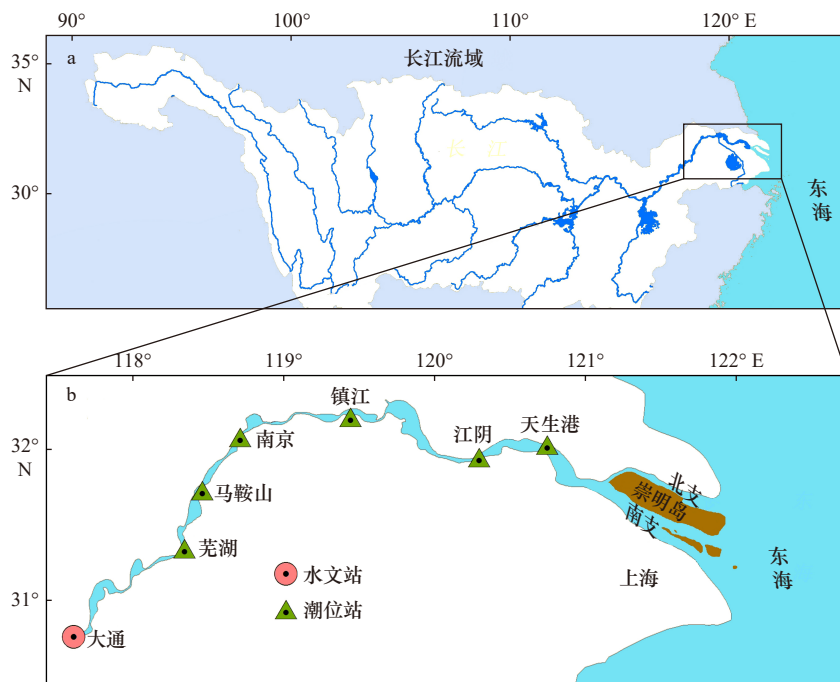 90° 100° 110° 120° E
35°
N
a
长江流域
长 江
30°
东
海
118° 119° 120° 121° 122° E
b
镇江
32°
N
南京
江阴
天生港
马鞍山
北支
崇明岛
南支
芜湖
水文站
上海
东
海
潮位站
31°
大通